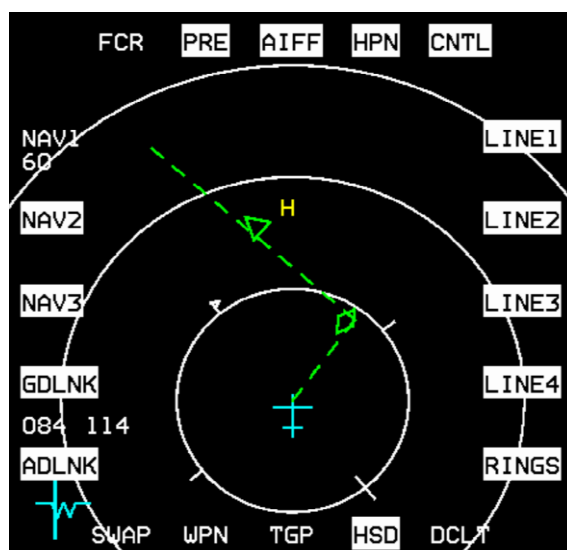 FCR PRE AIFF HPN CNTL
NAV1 LINE1
60
H
NAV2 LINE2
NAV3 LINE3
GDLNK LINE4
084 114
ADLNK RINGS
SWAP WPN TGP HSD DCLT